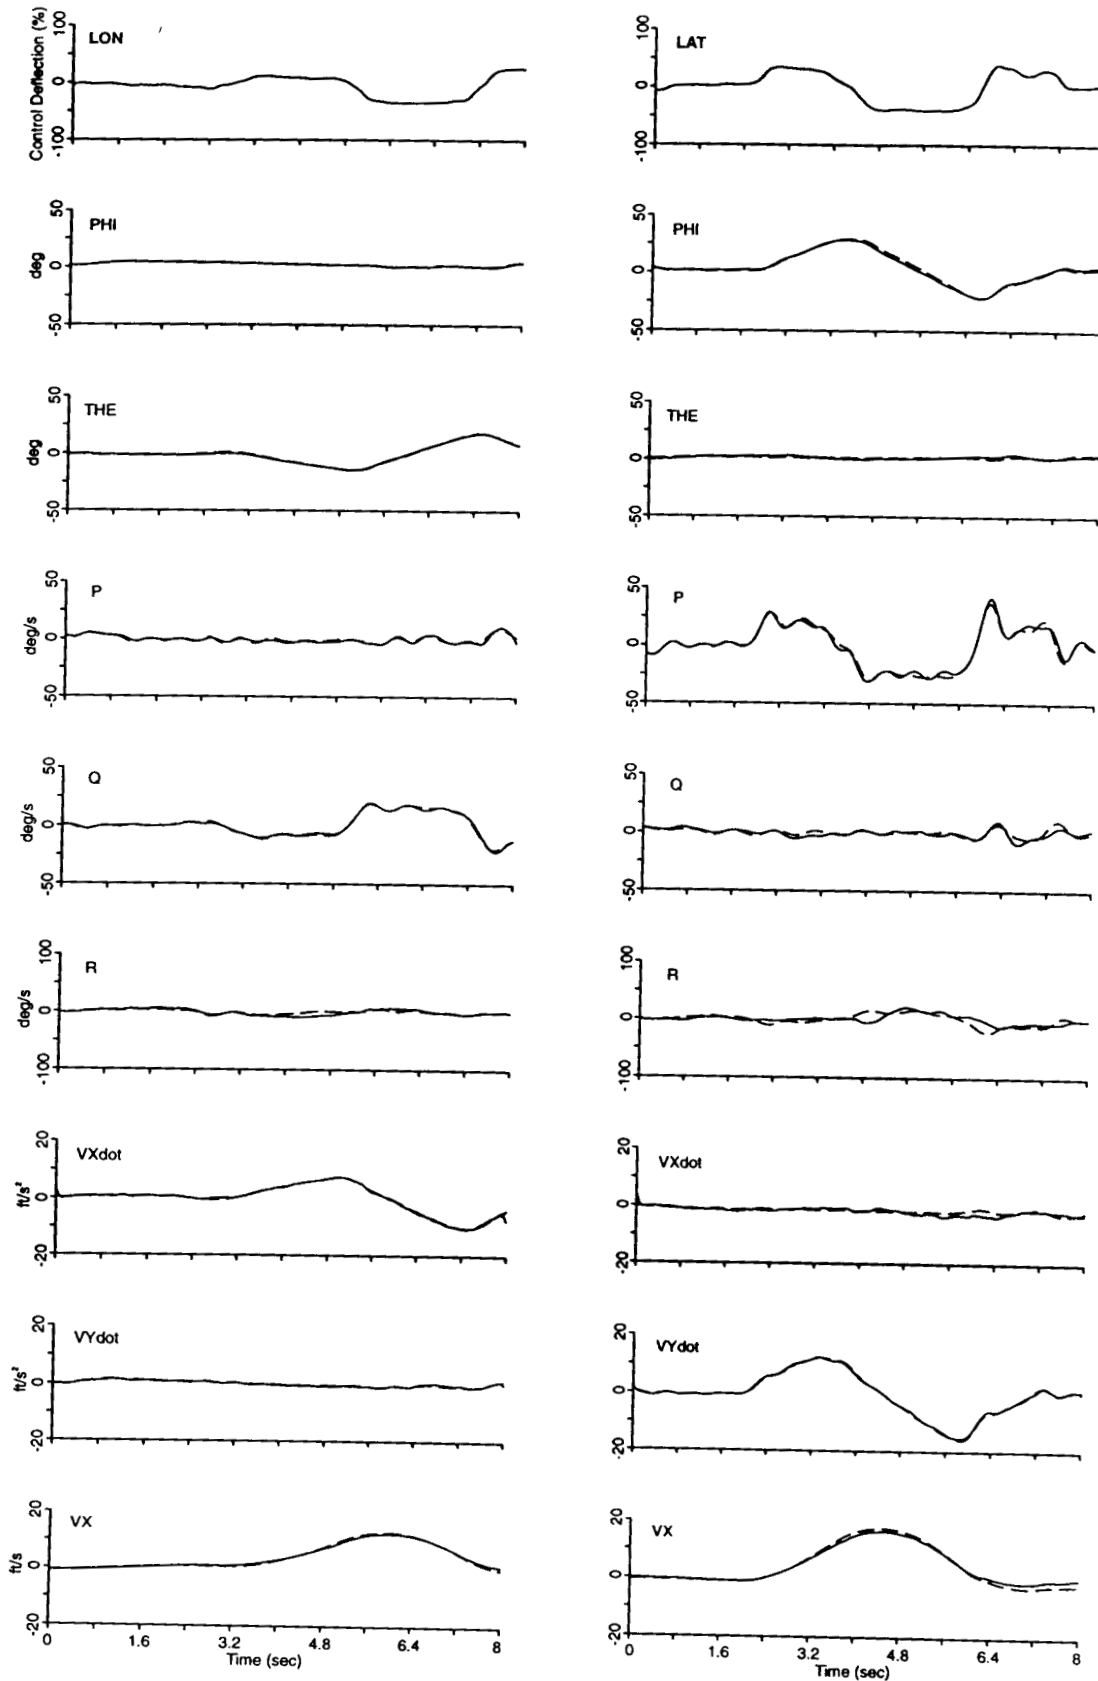 Control Deflection (%)
100
0
-100
LON
100
0
-100
LAT
deg
50
0
-50
PHI
50
0
-50
PHI
deg
50
0
-50
THE
50
0
-50
THE
deg/s
50
0
-50
P
50
0
-50
P
deg/s
50
0
-50
Q
50
0
-50
Q
deg/s
100
0
-100
R
100
0
-100
R
ft/s²
20
0
-20
VXdot
20
0
-20
VXdot
ft/s²
20
0
-20
VYdot
20
0
-20
VYdot
ft/s
20
0
-20
VX
20
0
-20
VX
0 1.6 3.2 4.8 6.4 8
Time (sec)
0 1.6 3.2 4.8 6.4 8
Time (sec)